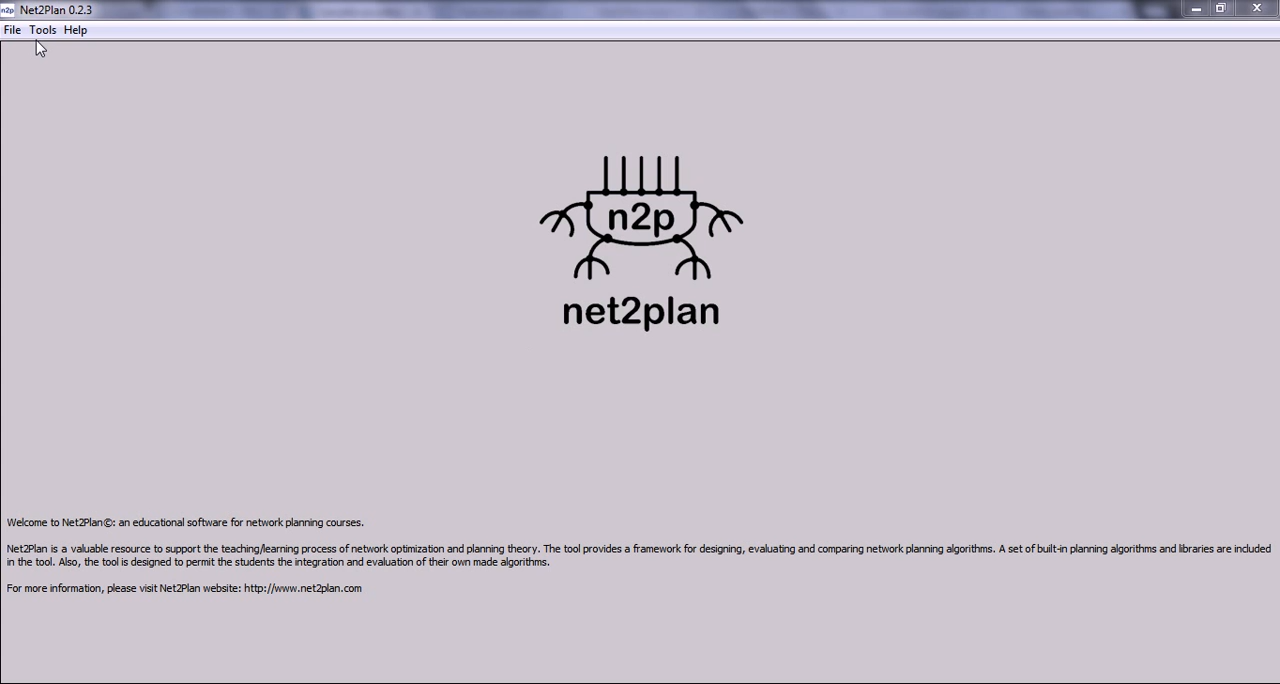 n2p Net2Plan 0.2.3
File Tools Help
n2p
net2plan
Welcome to Net2Plan©: an educational software for network planning courses.
Net2Plan is a valuable resource to support the teaching/learning process of network optimization and planning theory. The tool provides a framework for designing, evaluating and comparing network planning algorithms. A set of built-in planning algorithms and libraries are included
in the tool. Also, the tool is designed to permit the students the integration and evaluation of their own made algorithms.
For more information, please visit Net2Plan website: http://www.net2plan.com